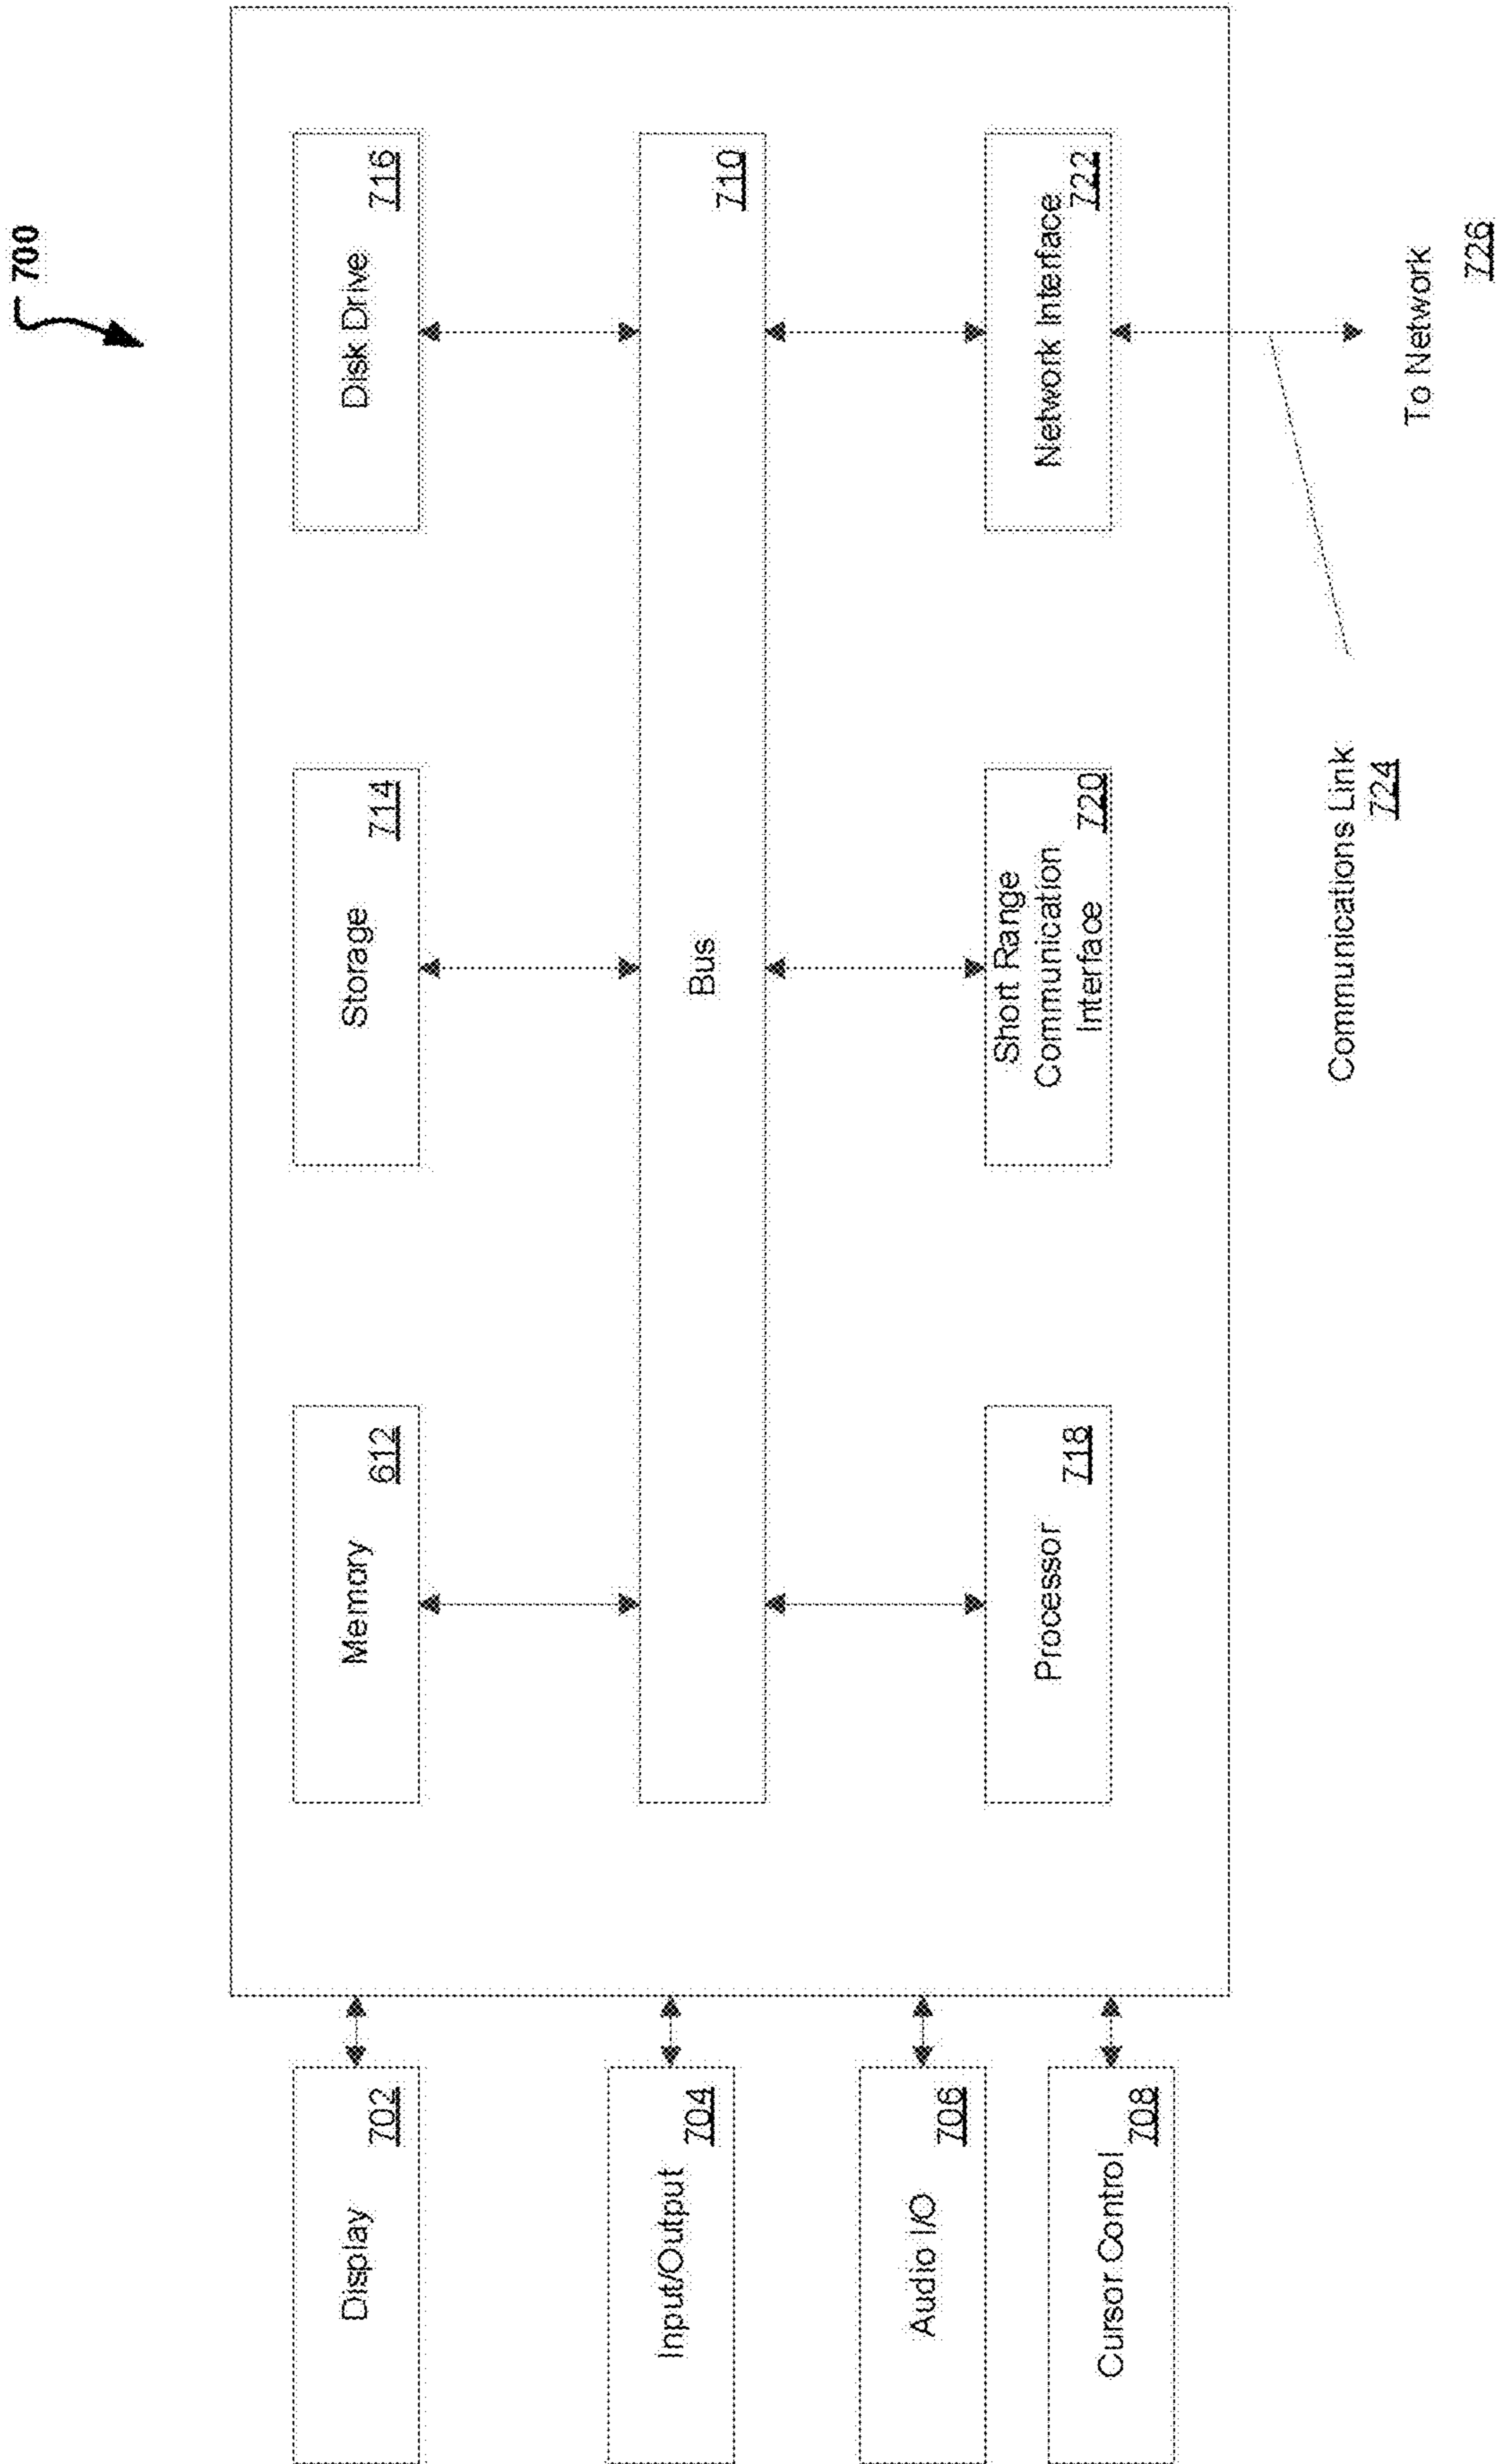 700
Display
702
Input/Output
704
Audio I/O
706
Cursor Control
708
Memory
612
Storage
714
Disk Drive
716
Bus
710
Processor
718
Short Range
Communication
Interface
720
Network Interface
722
Communications Link
724
To Network
726